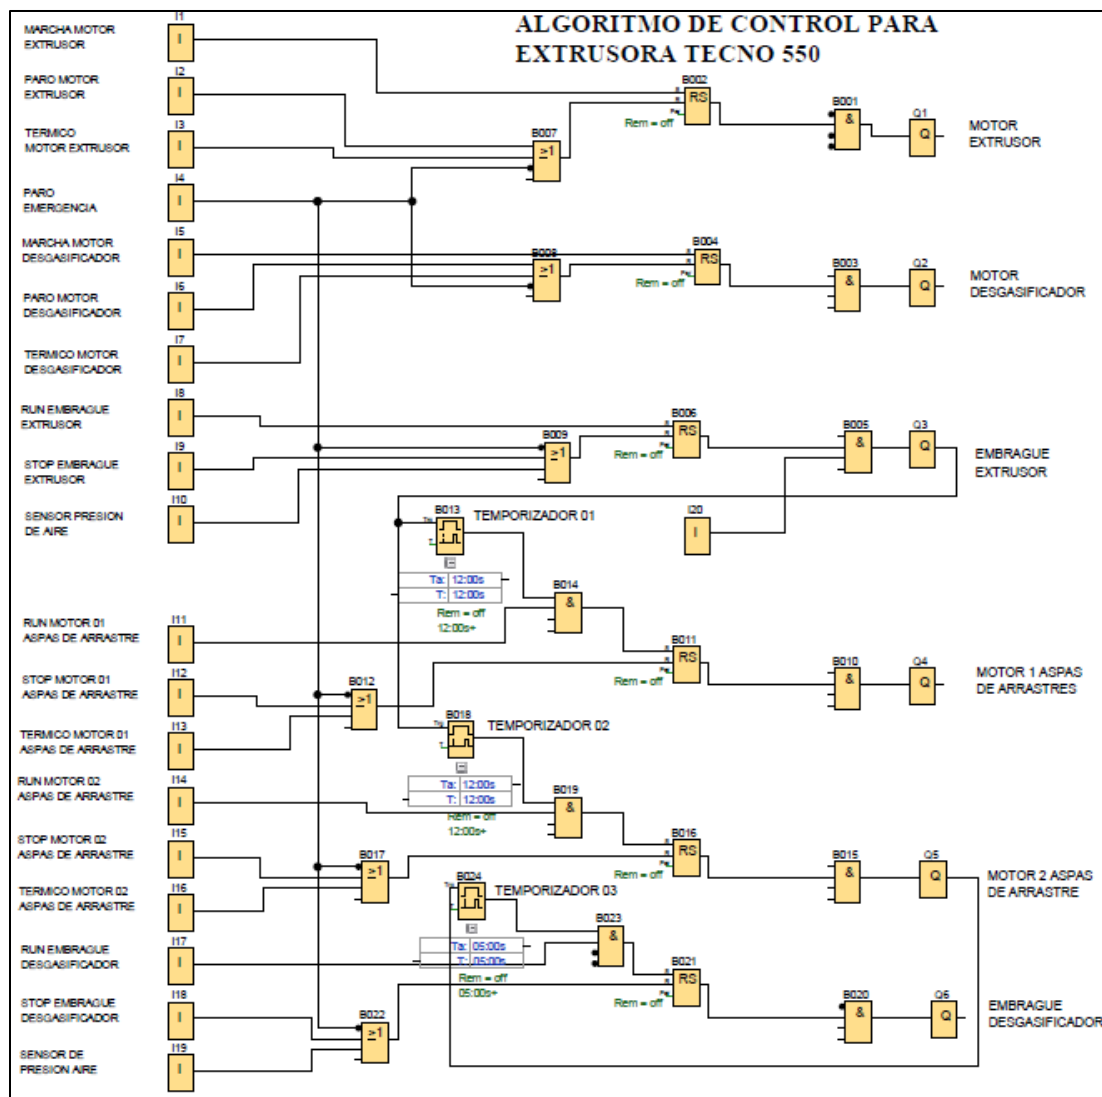 ALGORITMO DE CONTROL PARA
EXTRUSORA TECNO 550
I1
MARCHA MOTOR
EXTRUSOR
I
I2
PARO MOTOR
EXTRUSOR
I
I3
TERMICO
MOTOR EXTRUSOR
I
I4
PARO
EMERGENCIA
I
I5
MARCHA MOTOR
DESGASIFICADOR
I
I6
PARO MOTOR
DESGASIFICADOR
I
I7
TERMICO MOTOR
DESGASIFICADOR
I
I8
RUN EMBRAGUE
EXTRUSOR
I
I9
STOP EMBRAGUE
EXTRUSOR
I
I10
SENSOR PRESION
DE AIRE
I
I11
RUN MOTOR 01
ASPAS DE ARRASTRE
I
I12
STOP MOTOR 01
ASPAS DE ARRASTRE
I
I13
TERMICO MOTOR 01
ASPAS DE ARRASTRE
I
I14
RUN MOTOR 02
ASPAS DE ARRASTRE
I
I15
STOP MOTOR 02
ASPAS DE ARRASTRE
I
I16
TERMICO MOTOR 02
ASPAS DE ARRASTRE
I
I17
RUN EMBRAGUE
DESGASIFICADOR
I
I18
STOP EMBRAGUE
DESGASIFICADOR
I
I19
SENSOR DE
PRESION AIRE
I
B007
≥1
B002
RS
Rem = off
B001
&
Q1
Q
MOTOR
EXTRUSOR
B008
≥1
B004
RS
Rem = off
B003
&
Q2
Q
MOTOR
DESGASIFICADOR
B009
≥1
B006
RS
Rem = off
B005
&
Q3
Q
EMBRAGUE
EXTRUSOR
I20
I
B013
TEMPORIZADOR 01
Ta: 12:00s
T: 12:00s
Rem = off
12:00s+
B014
&
B012
≥1
B011
RS
Rem = off
B010
&
Q4
Q
MOTOR 1 ASPAS
DE ARRASTRES
B018
TEMPORIZADOR 02
Ta: 12:00s
T: 12:00s
Rem = off
12:00s+
B019
&
B017
≥1
B016
RS
Rem = off
B015
&
Q5
Q
MOTOR 2 ASPAS
DE ARRASTRE
B024
TEMPORIZADOR 03
Ta: 05:00s
T: 05:00s
Rem = off
05:00s+
B023
&
B022
≥1
B021
RS
Rem = off
B020
&
Q6
Q
EMBRAGUE
DESGASIFICADOR